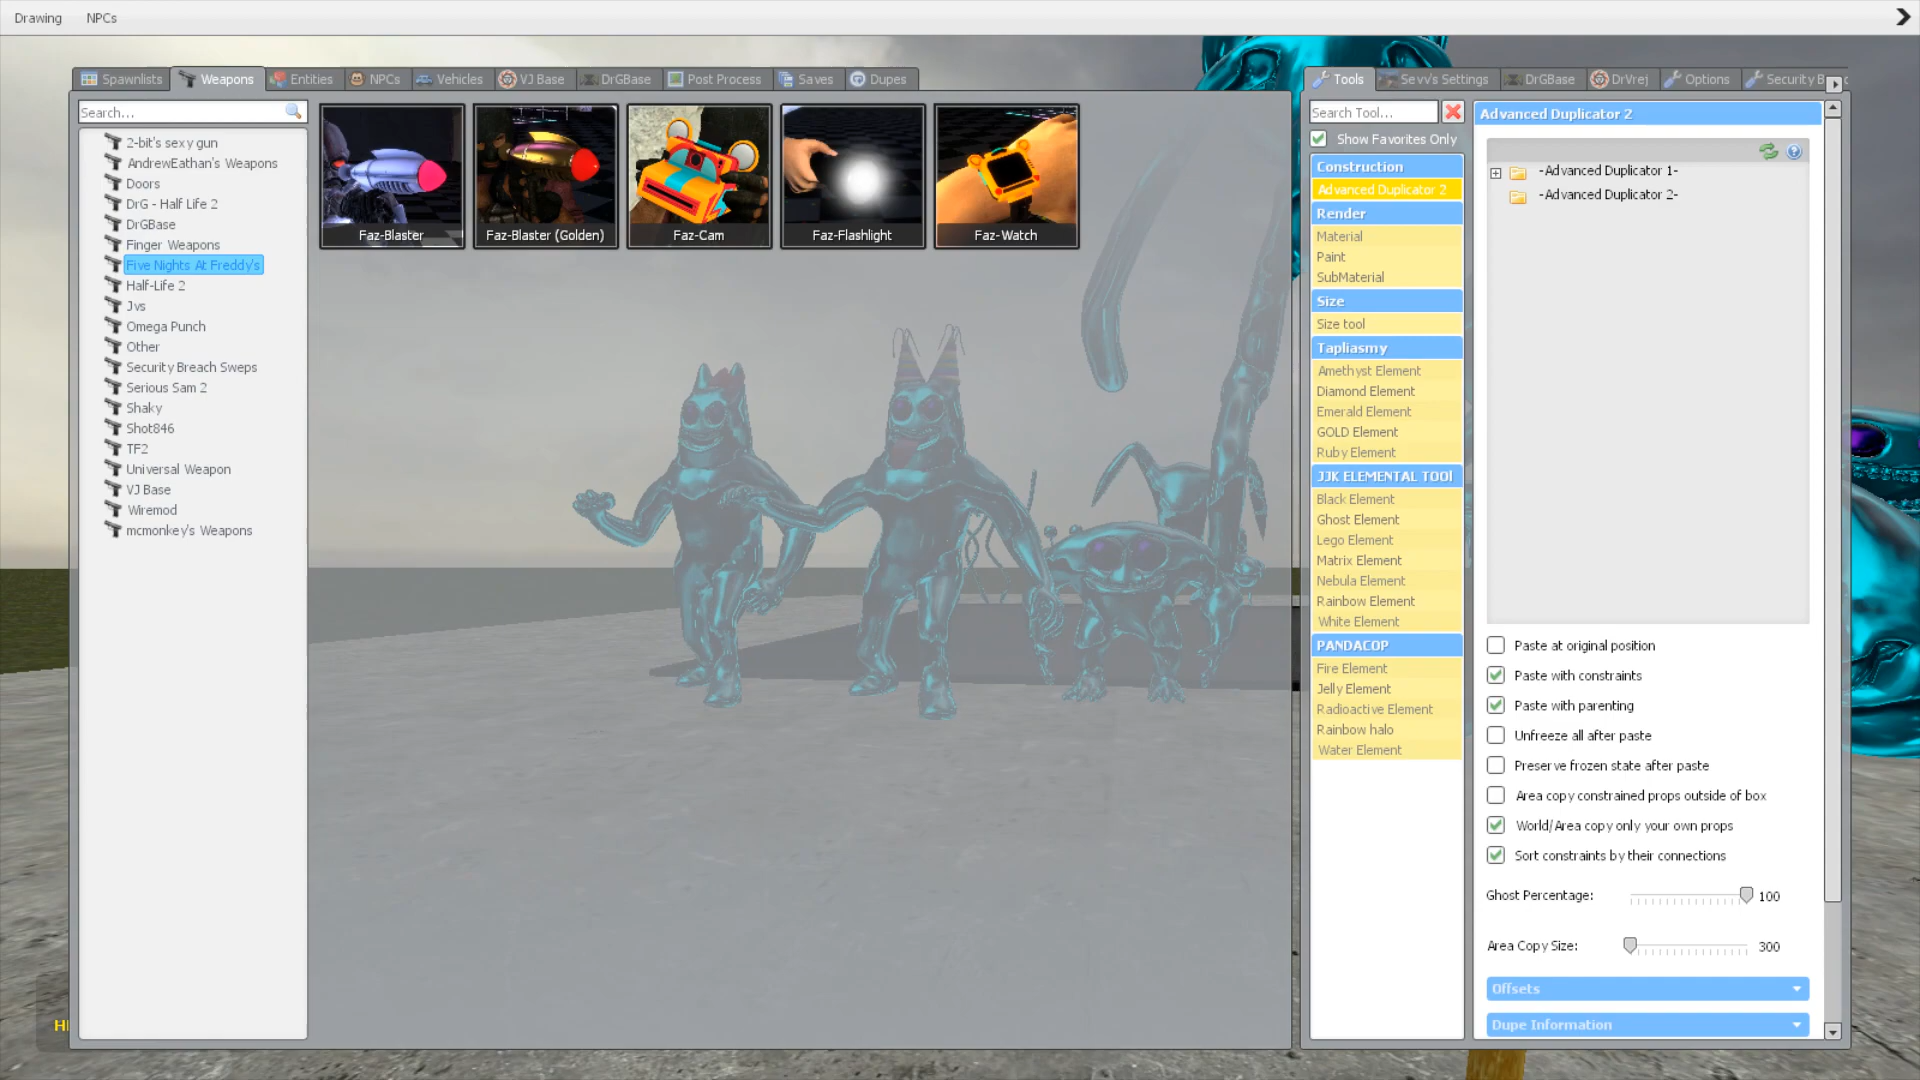 Drawing NPCs
Spawnlists Weapons Entities NPCs Vehicles VJ Base DrGBase Post Process Saves Dupes
Search...
2-bit's sexy gun
AndrewEathan's Weapons
Doors
DrG - Half Life 2
DrGBase
Finger Weapons
Five Nights At Freddy's
Half-Life 2
Jvs
Omega Punch
Other
Security Breach Sweps
Serious Sam 2
Shaky
Shot846
TF2
Universal Weapon
VJ Base
Wiremod
mcmonkey's Weapons
Faz-Blaster
Faz-Blaster (Golden)
Faz-Cam
Faz-Flashlight
Faz-Watch
Tools Sevv's Settings DrGBase DrVrej Options Security
Search Tool...
Show Favorites Only
Construction
Advanced Duplicator 2
Render
Material
Paint
SubMaterial
Size
Size tool
Tapliasmy
Amethyst Element
Diamond Element
Emerald Element
GOLD Element
Ruby Element
JJK ELEMENTAL TOOl
Black Element
Ghost Element
Lego Element
Matrix Element
Nebula Element
Rainbow Element
White Element
PANDACOP
Fire Element
Jelly Element
Radioactive Element
Rainbow halo
Water Element
Advanced Duplicator 2
-Advanced Duplicator 1-
-Advanced Duplicator 2-
Paste at original position
Paste with constraints
Paste with parenting
Unfreeze all after paste
Preserve frozen state after paste
Area copy constrained props outside of box
World/Area copy only your own props
Sort constraints by their connections
Ghost Percentage: 100
Area Copy Size: 300
Offsets
Dupe Information